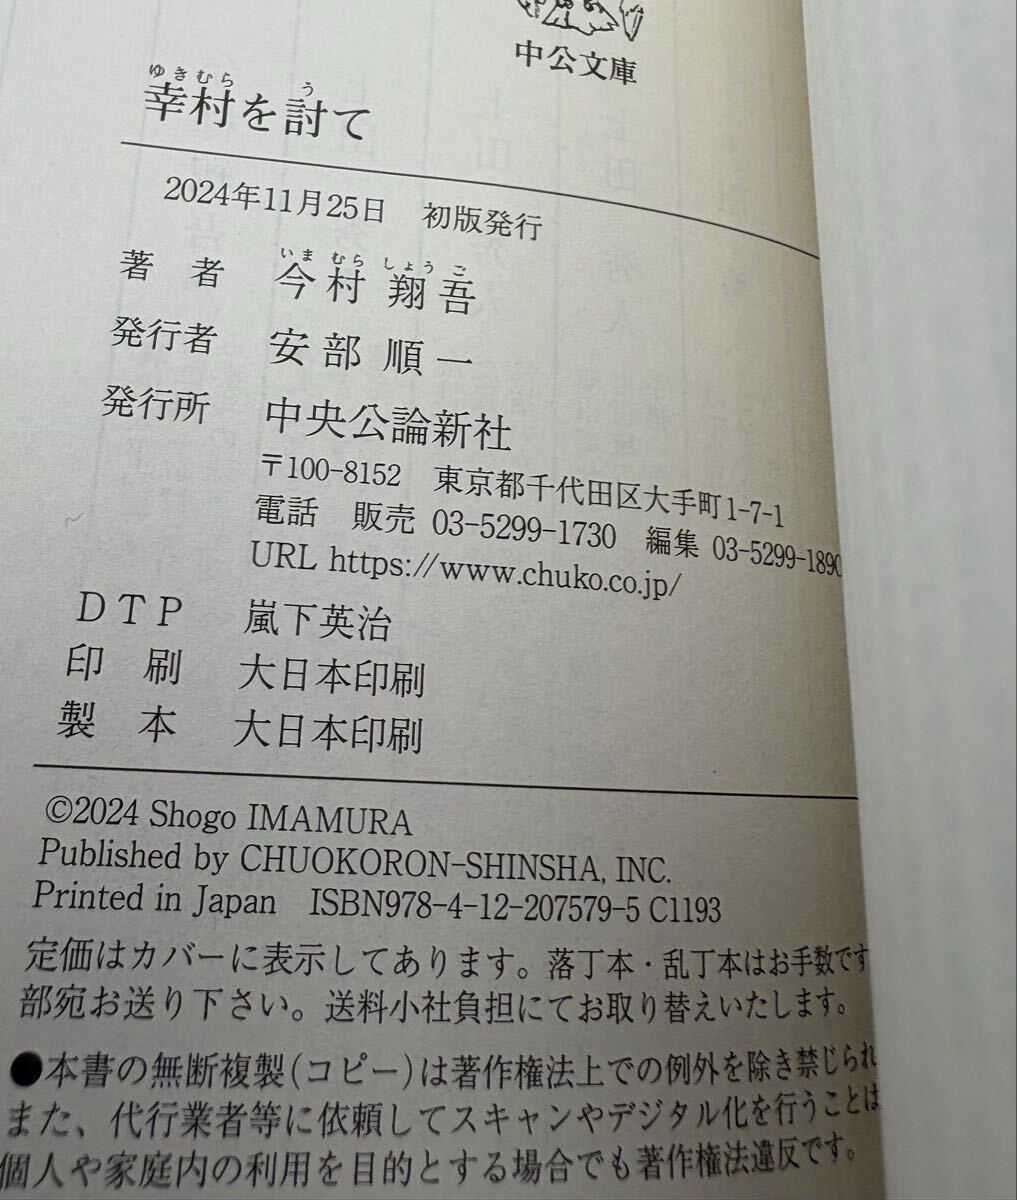 中公文庫
ゆきむら う
幸村を討て
2024年11月25日 初版発行
いま むら しょう ご
著 者 今村 翔吾
発行者 安部 順一
発行所 中央公論新社
〒100-8152 東京都千代田区大手町1-7-1
電話 販売 03-5299-1730 編集 03-5299-1890
URL https://www.chuko.co.jp/
DTP 嵐下英治
印 刷 大日本印刷
製 本 大日本印刷
©2024 Shogo IMAMURA
Published by CHUOKORON-SHINSHA, INC.
Printed in Japan ISBN978-4-12-207579-5 C1193
定価はカバーに表示してあります。落丁本・乱丁本はお手数です
部宛お送り下さい。送料小社負担にてお取り替えいたします。
●本書の無断複製(コピー)は著作権法上での例外を除き禁じられ
また、代行業者等に依頼してスキャンやデジタル化を行うことは
個人や家庭内の利用を目的とする場合でも著作権法違反です。